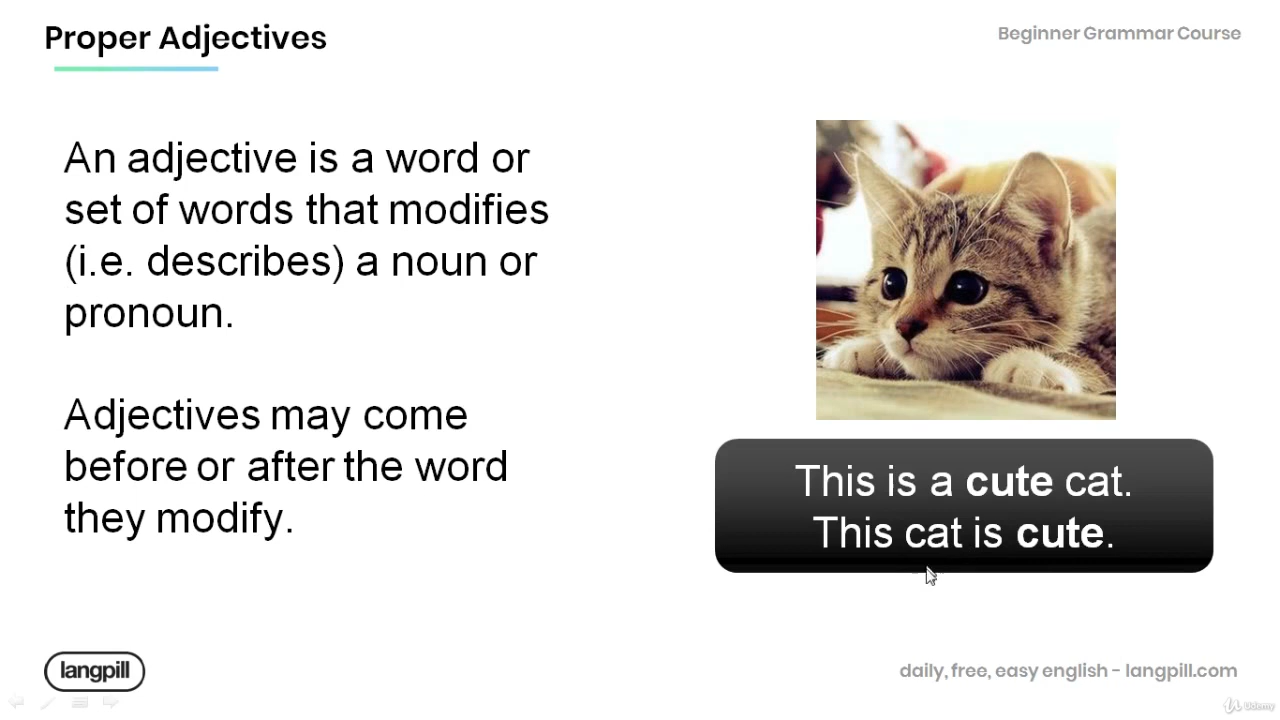 Proper Adjectives
Beginner Grammar Course
An adjective is a word or
set of words that modifies
(i.e. describes) a noun or
pronoun.
Adjectives may come
before or after the word
they modify.
This is a cute cat.
This cat is cute.
langpill
daily, free, easy english - langpill.com
Udemy